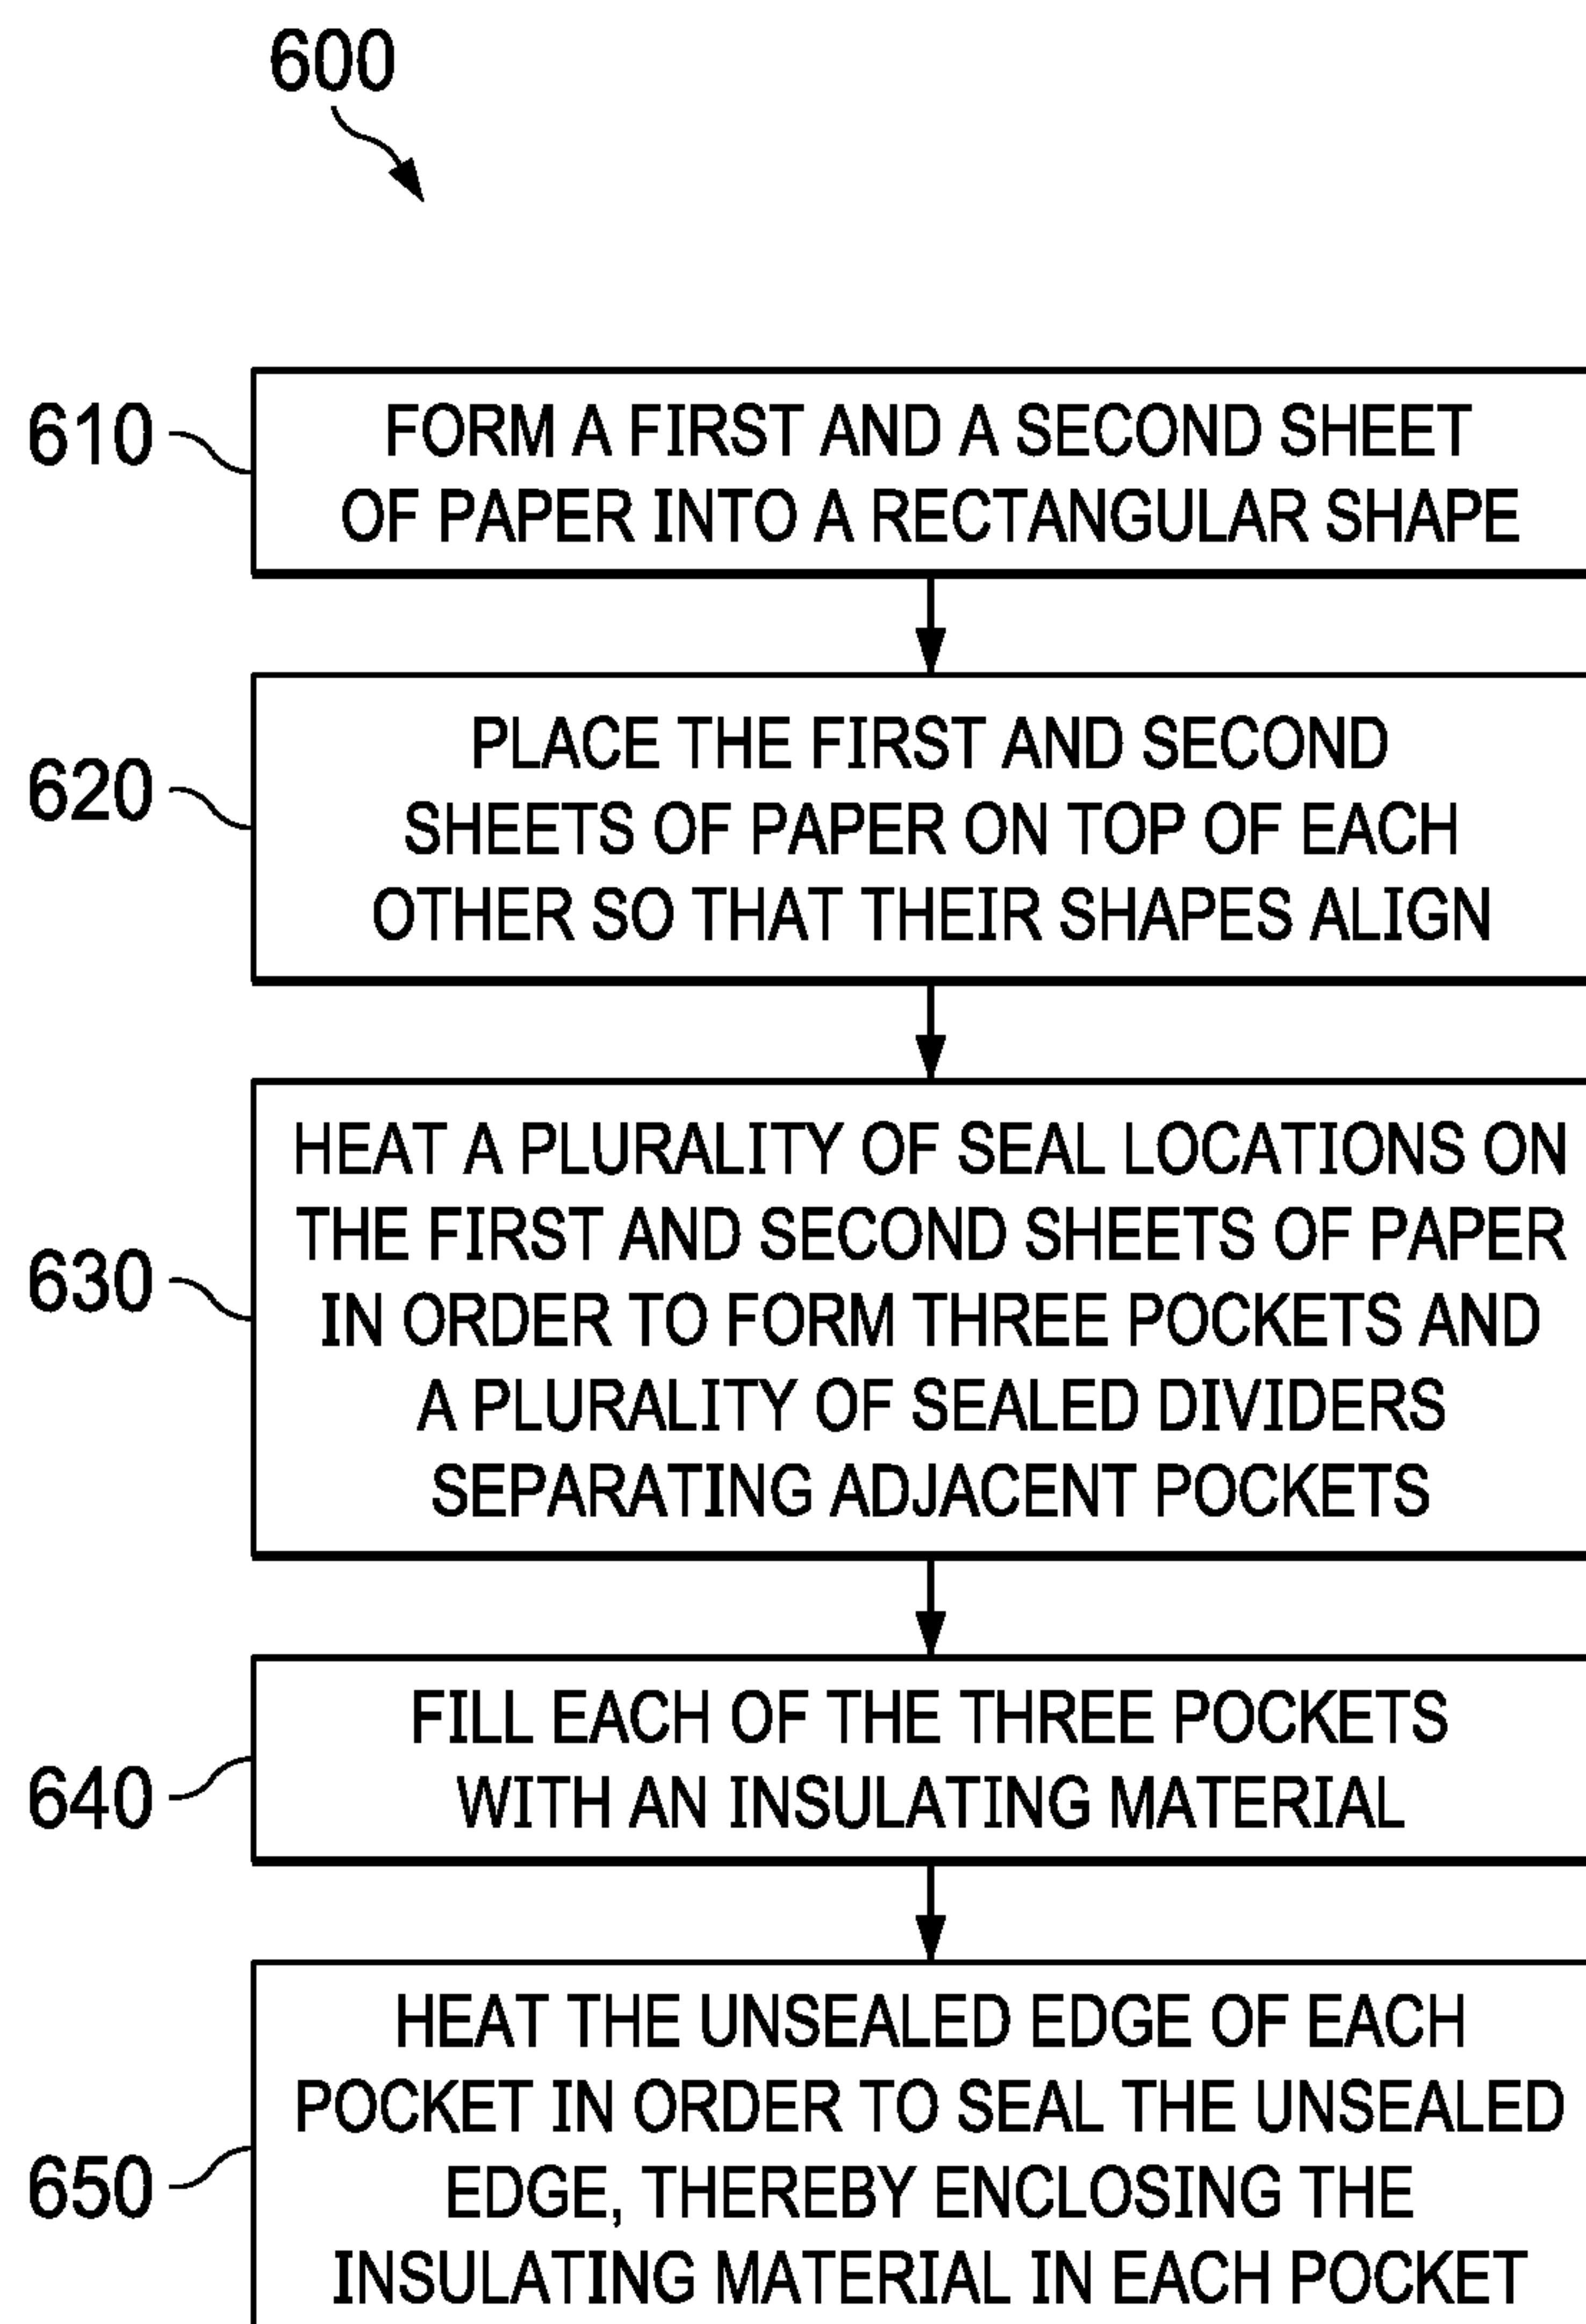 600
610
FORM A FIRST AND A SECOND SHEET
OF PAPER INTO A RECTANGULAR SHAPE
620
PLACE THE FIRST AND SECOND
SHEETS OF PAPER ON TOP OF EACH
OTHER SO THAT THEIR SHAPES ALIGN
630
HEAT A PLURALITY OF SEAL LOCATIONS ON
THE FIRST AND SECOND SHEETS OF PAPER
IN ORDER TO FORM THREE POCKETS AND
A PLURALITY OF SEALED DIVIDERS
SEPARATING ADJACENT POCKETS
640
FILL EACH OF THE THREE POCKETS
WITH AN INSULATING MATERIAL
650
HEAT THE UNSEALED EDGE OF EACH
POCKET IN ORDER TO SEAL THE UNSEALED
EDGE, THEREBY ENCLOSING THE
INSULATING MATERIAL IN EACH POCKET